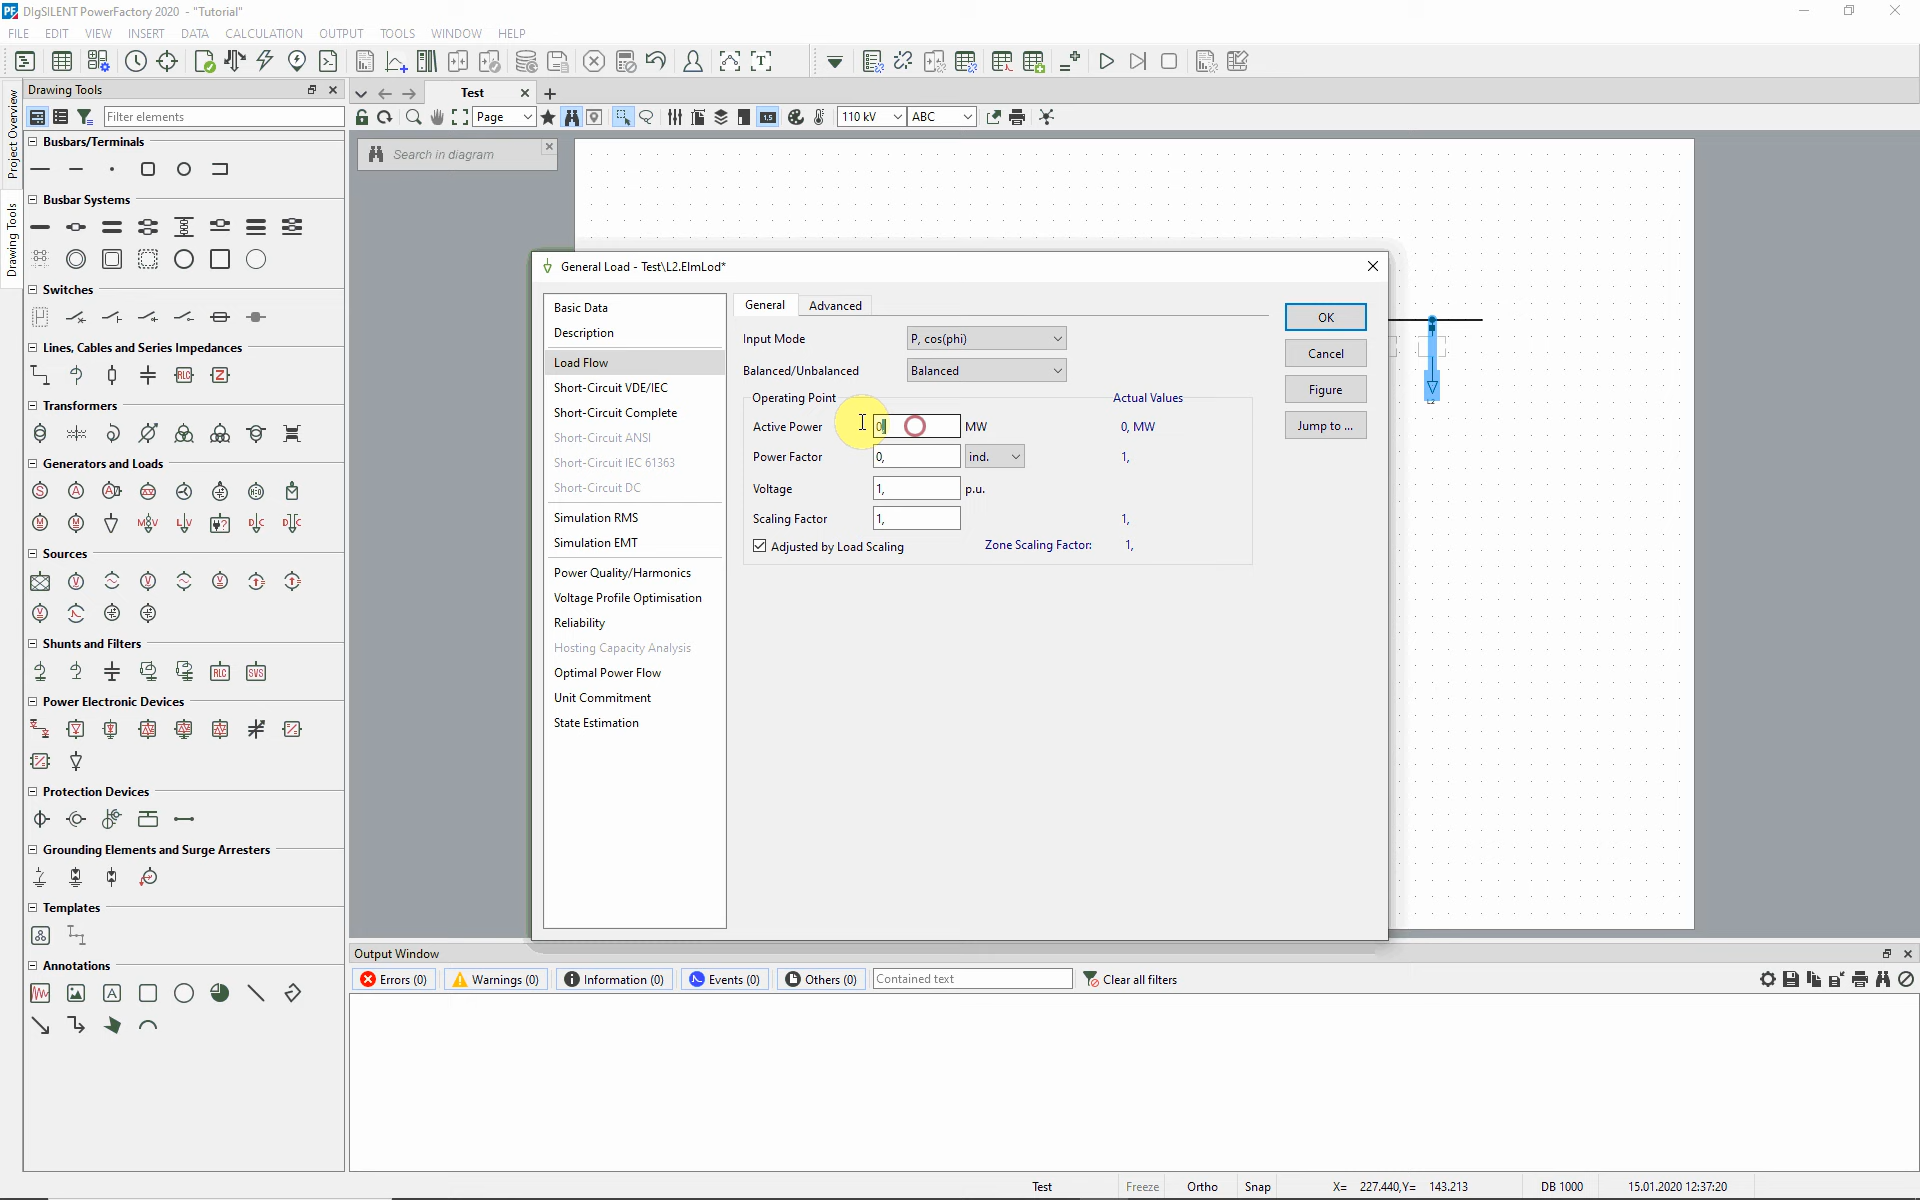 DIgSILENT PowerFactory 2020 - "Tutorial"
FILE EDIT VIEW INSERT DATA CALCULATION OUTPUT TOOLS WINDOW HELP
Drawing Tools
Test
Filter elements
Page
110 kV
ABC
Project Overview
Drawing Tools
Busbars/Terminals
Search in diagram
Busbar Systems
Switches
Lines, Cables and Series Impedances
Transformers
Generators and Loads
Sources
Shunts and Filters
Power Electronic Devices
Protection Devices
Grounding Elements and Surge Arresters
Templates
Annotations
General Load - Test\L2.ElmLod*
Basic Data
Description
Load Flow
Short-Circuit VDE/IEC
Short-Circuit Complete
Short-Circuit ANSI
Short-Circuit IEC 61363
Short-Circuit DC
Simulation RMS
Simulation EMT
Power Quality/Harmonics
Voltage Profile Optimisation
Reliability
Hosting Capacity Analysis
Optimal Power Flow
Unit Commitment
State Estimation
General Advanced
Input Mode P, cos(phi)
Balanced/Unbalanced Balanced
Operating Point Actual Values
Active Power 0, MW 0, MW
Power Factor 0, ind. 1,
Voltage 1, p.u.
Scaling Factor 1, 1,
Adjusted by Load Scaling Zone Scaling Factor: 1,
OK
Cancel
Figure
Jump to ...
Output Window
Errors (0) Warnings (0) Information (0) Events (0) Others (0) Contained text Clear all filters
Test Freeze Ortho Snap X= 227.440,Y= 143.213 DB 1000 15.01.2020 12:37:20